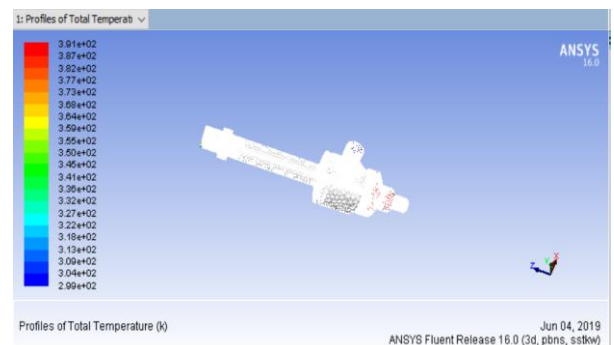 1: Profiles of Total Temperati
3.91e+02
3.87e+02
3.82e+02
3.77e+02
3.73e+02
3.68e+02
3.64e+02
3.59e+02
3.55e+02
3.50e+02
3.45e+02
3.41e+02
3.36e+02
3.32e+02
3.27e+02
3.22e+02
3.18e+02
3.13e+02
3.09e+02
3.04e+02
2.99e+02
ANSYS
16.0
Z
Y
X
Profiles of Total Temperature (k)
Jun 04, 2019
ANSYS Fluent Release 16.0 (3d, pbns, sstkw)